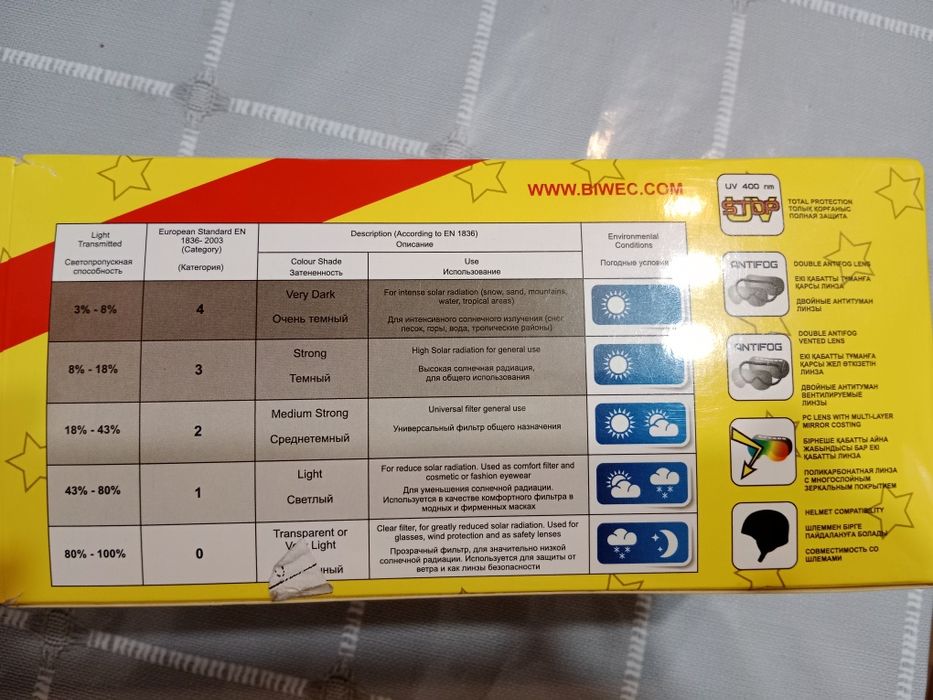 WWW.BIWEC.COM
Light
Transmitted
Светопропускная
способность
European Standard EN
1836- 2003
(Category)
(Категория)
Description (According to EN 1836)
Описание
Colour Shade
Затененность
Use
Использование
Environmental
Conditions
Погодные условия
3% - 8%
4
Very Dark
Очень темный
For intense solar radiation (snow, sand, mountains,
water, tropical areas)
Для интенсивного солнечного излучения (снег
песок, горы, вода, тропические районы)
8% - 18%
3
Strong
Темный
High Solar radiation for general use
Высокая солнечная радиация,
для общего использования
18% - 43%
2
Medium Strong
Среднетемный
Universal filter general use
Универсальный фильтр общего назначения
43% - 80%
1
Light
Светлый
For reduce solar radiation. Used as comfort filter and
cosmetic or fashion eyewear
Для уменьшения солнечной радиации.
Используется в качестве комфортного фильтра в
модных и фирменных масках
80% - 100%
0
Transparent or
Light
Clear filter, for greatly reduced solar radiation. Used for
glasses, wind protection and as safety lenses
Прозрачный фильтр, для значительно низкой
солнечной радиации. Используется для защиты от
ветра и как линзы безопасности
UV 400 nm
STOP
UV
TOTAL PROTECTION
ТОЛЫҚ ҚОРҒАНЫС
ПОЛНАЯ ЗАЩИТА
ANTIFOG
DOUBLE ANTIFOG LENS
ЕКІ ҚАБАТТЫ ТҰМАНҒА
ҚАРСЫ ЛИНЗА
ДВОЙНЫЕ АНТИТУМАН
ЛИНЗЫ
ANTIFOG
DOUBLE ANTIFOG
VENTED LENS
ЕКІ ҚАБАТТЫ ТҰМАНҒА
ҚАРСЫ ЖЕЛ ӨТКІЗЕТІН
ЛИНЗА
ДВОЙНЫЕ АНТИТУМАН
ВЕНТИЛИРУЕМЫЕ
ЛИНЗЫ
PC LENS WITH MULTI-LAYER
MIRROR COSTING
БІРНЕШЕ ҚАБАТТЫ АЙНА
ЖАБЫНДЫСЫ БАР ЕКІ
ҚАБАТТЫ ЛИНЗА
ПОЛИКАРБОНАТНАЯ ЛИНЗА
С МНОГОСЛОЙНЫМ
ЗЕРКАЛЬНЫМ ПОКРЫТИЕМ
HELMET COMPATIBILITY
ШЛЕММЕН БІРГЕ
ПАЙДАЛАНУҒА БОЛАДЫ
СОВМЕСТИМОСТЬ СО
ШЛЕМАМИ